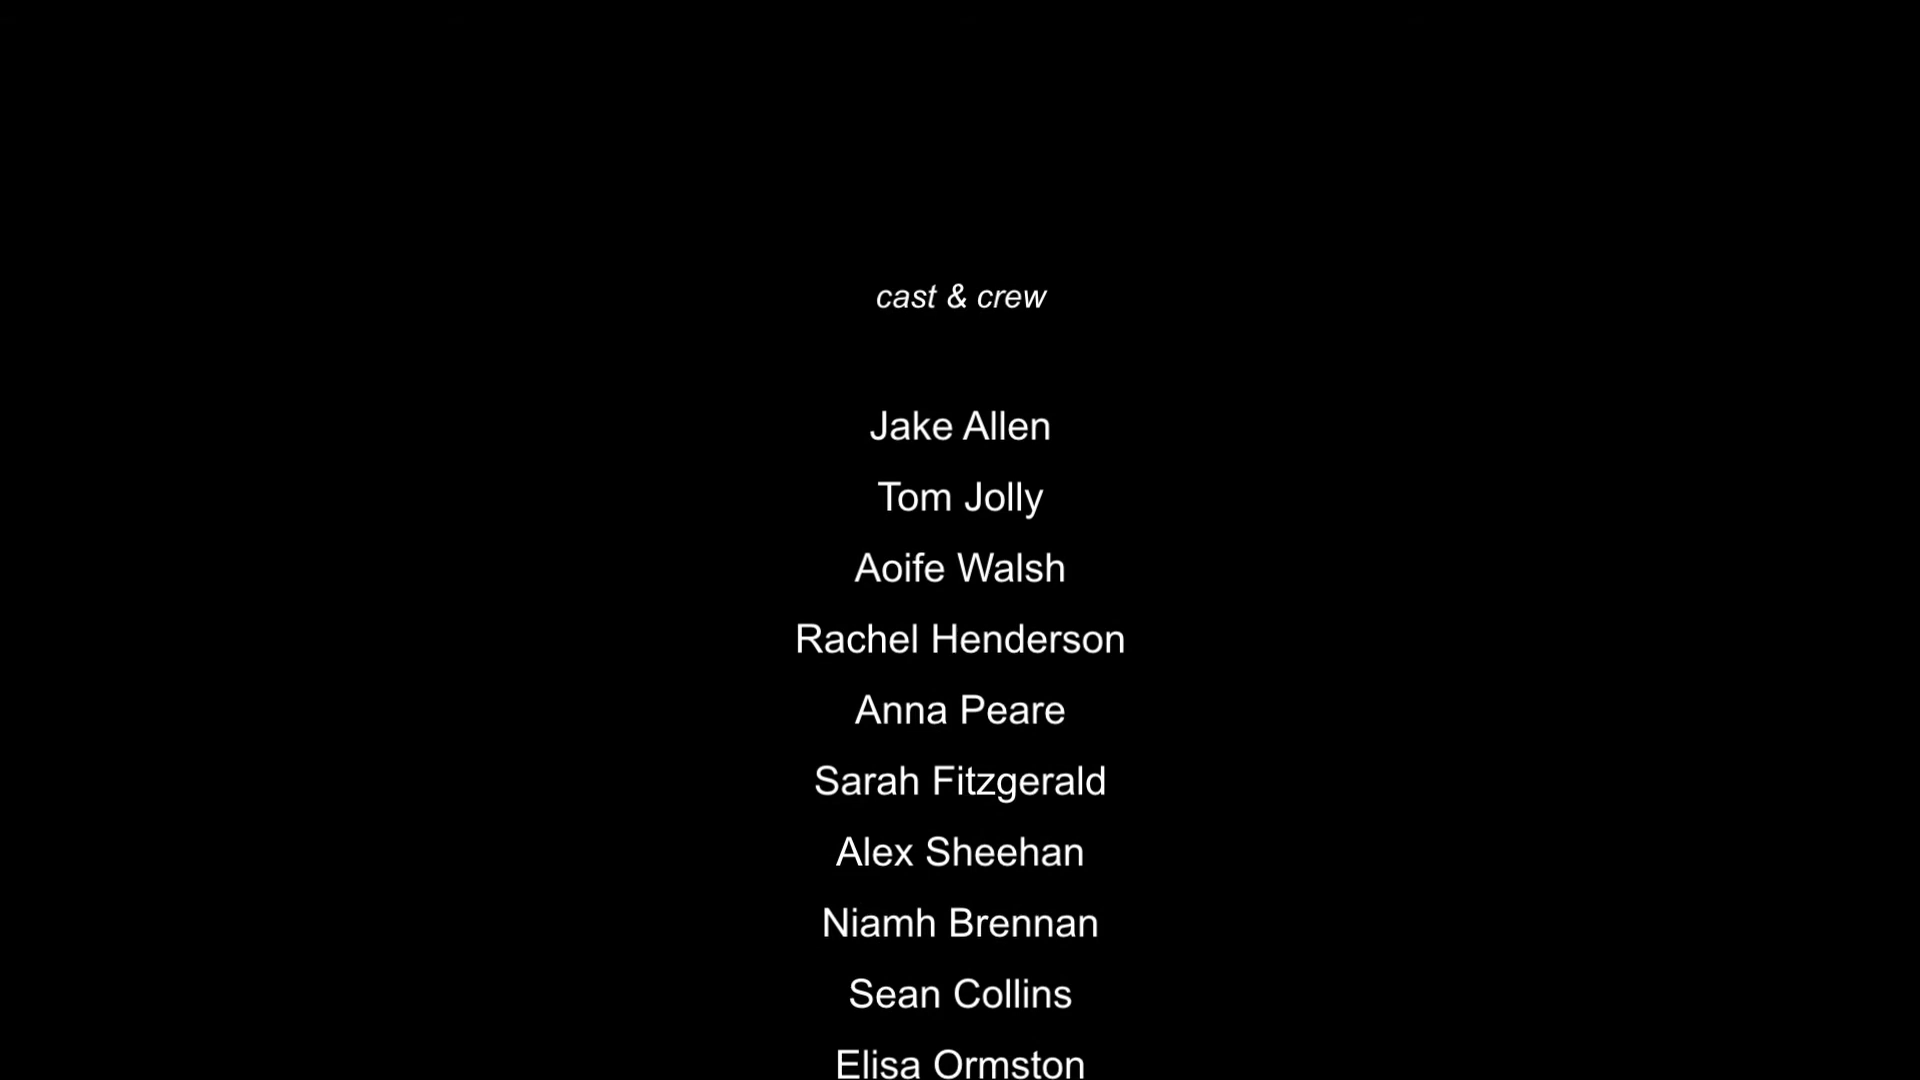 cast & crew
Jake Allen
Tom Jolly
Aoife Walsh
Rachel Henderson
Anna Peare
Sarah Fitzgerald
Alex Sheehan
Niamh Brennan
Sean Collins
Elisa Ormston